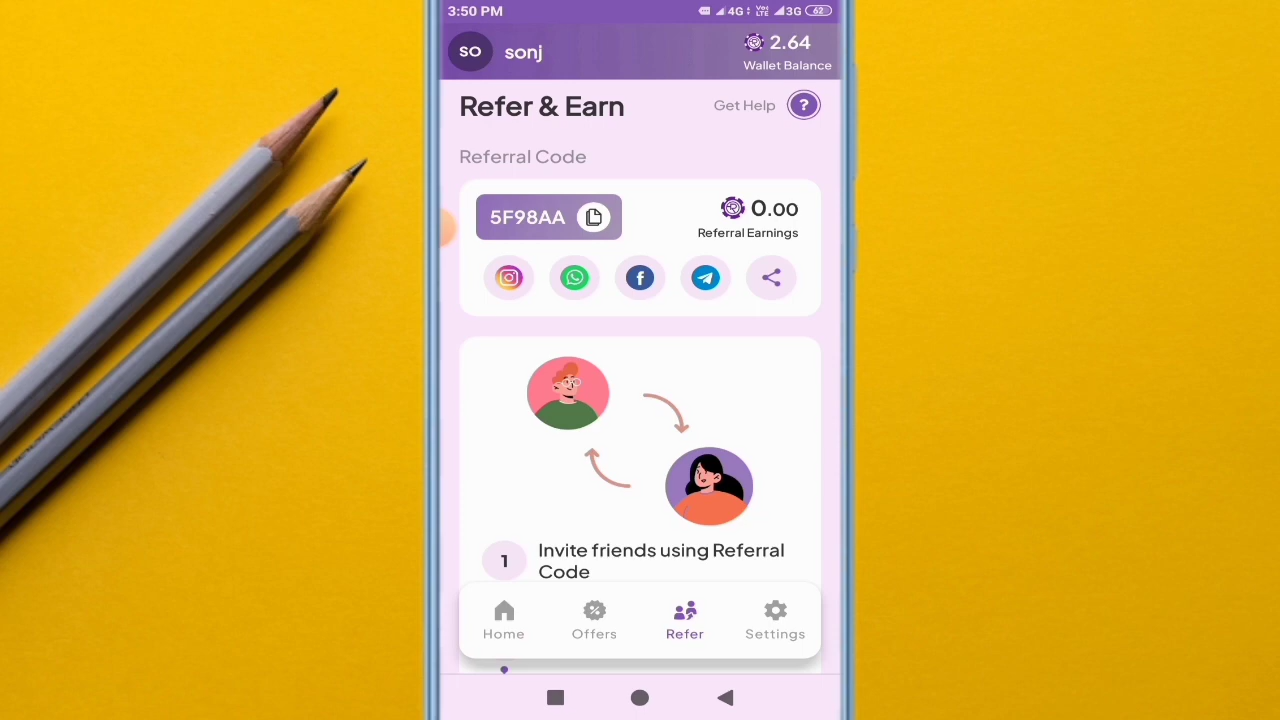 3:50 PM
4G
Vo)
LTE
3G
62
SO
sonj
2.64
Wallet Balance
Refer & Earn
Get Help
?
Referral Code
5F98AA
0.00
Referral Earnings
1
Invite friends using Referral
Code
Home
Offers
Refer
Settings